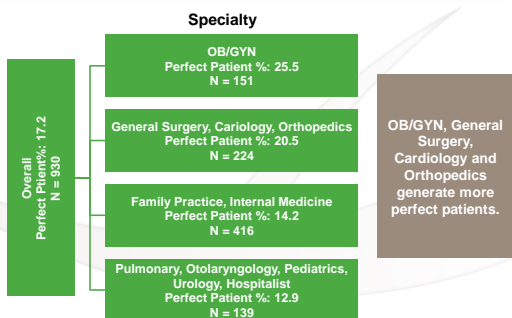 Specialty
Overall
Perfect Ptient%: 17.2
N = 930
OB/GYN
Perfect Patient %: 25.5
N = 151
General Surgery, Cariology, Orthopedics
Perfect Patient %: 20.5
N = 224
Family Practice, Internal Medicine
Perfect Patient %: 14.2
N = 416
Pulmonary, Otolaryngology, Pediatrics,
Urology, Hospitalist
Perfect Patient %: 12.9
N = 139
OB/GYN, General
Surgery,
Cardiology and
Orthopedics
generate more
perfect patients.